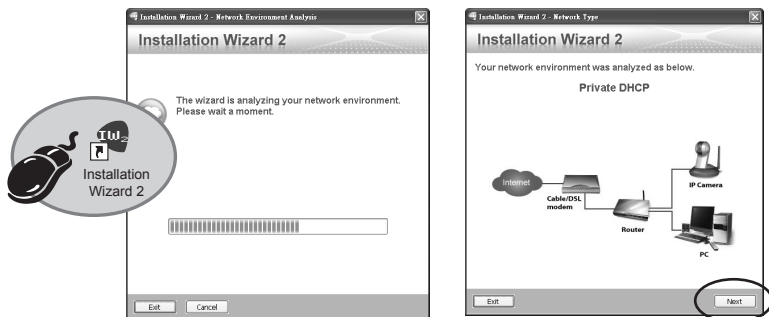 Installation Wizard 2 - Network Environment Analysis
Installation Wizard 2
The wizard is analyzing your network environment.
Please wait a moment.
IW2
Installation
Wizard 2
Exit
Cancel
Installation Wizard 2 - Network Type
Installation Wizard 2
Your network environment was analyzed as below.
Private DHCP
Internet
Cable/DSL
modem
Router
IP Camera
PC
Exit
Next